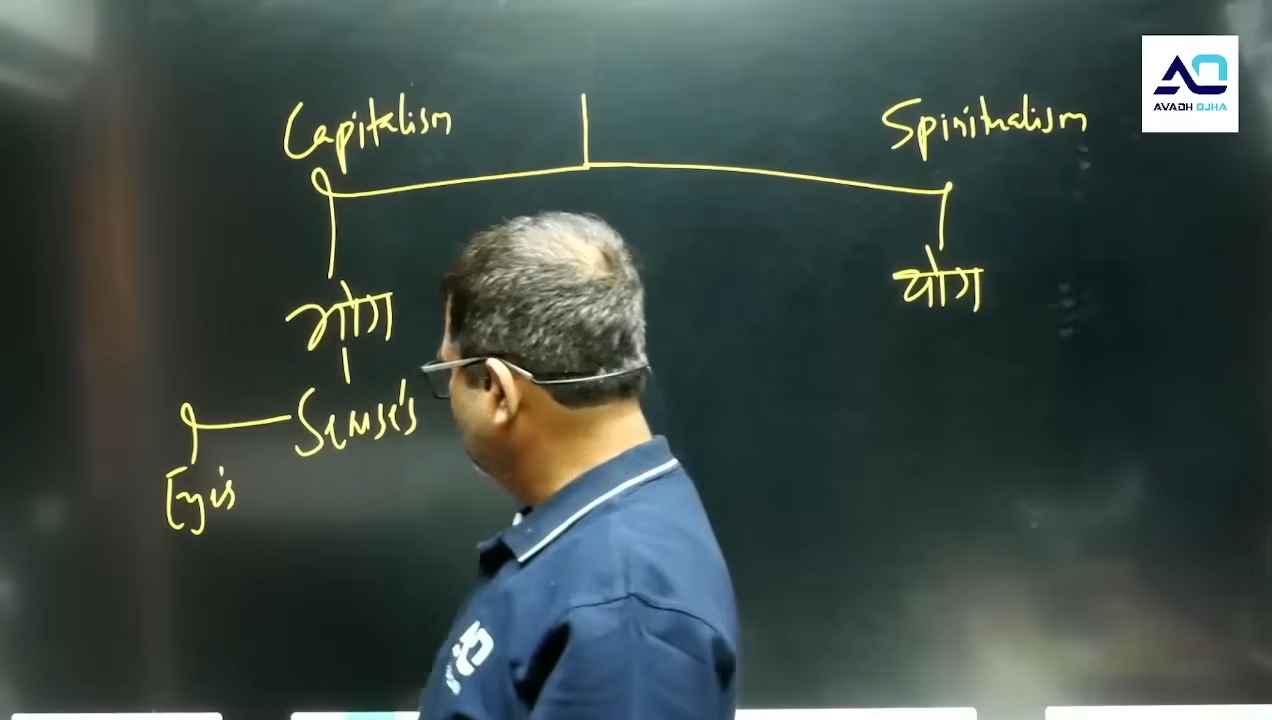 Capitalism
Spiritualism
भोग
योग
Senses
Eyes
AVADH OJHA